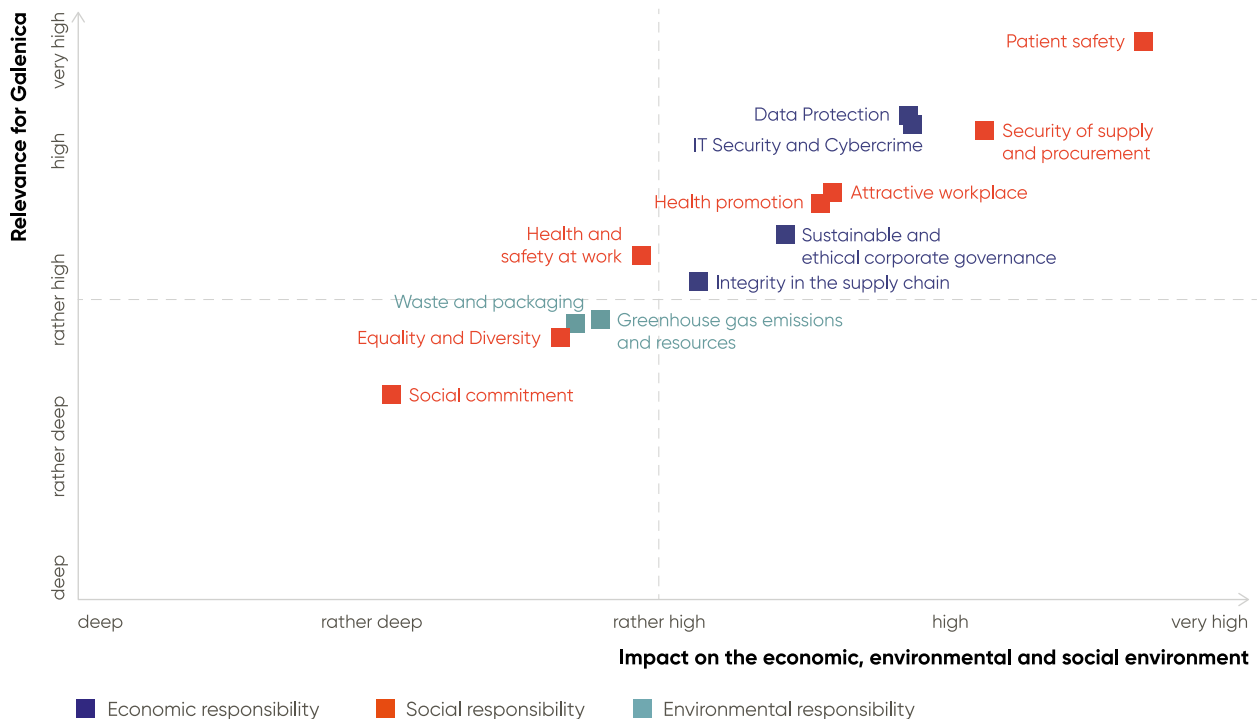 Relevance for Galenica
very high
high
rather high
rather deep
deep
Patient safety
Data Protection
IT Security and Cybercrime
Security of supply
and procurement
Attractive workplace
Health promotion
Health and
safety at work
Sustainable and
ethical corporate governance
Integrity in the supply chain
Waste and packaging
Greenhouse gas emissions
and resources
Equality and Diversity
Social commitment
deep
rather deep
rather high
high
very high
Impact on the economic, environmental and social environment
Economic responsibility
Social responsibility
Environmental responsibility